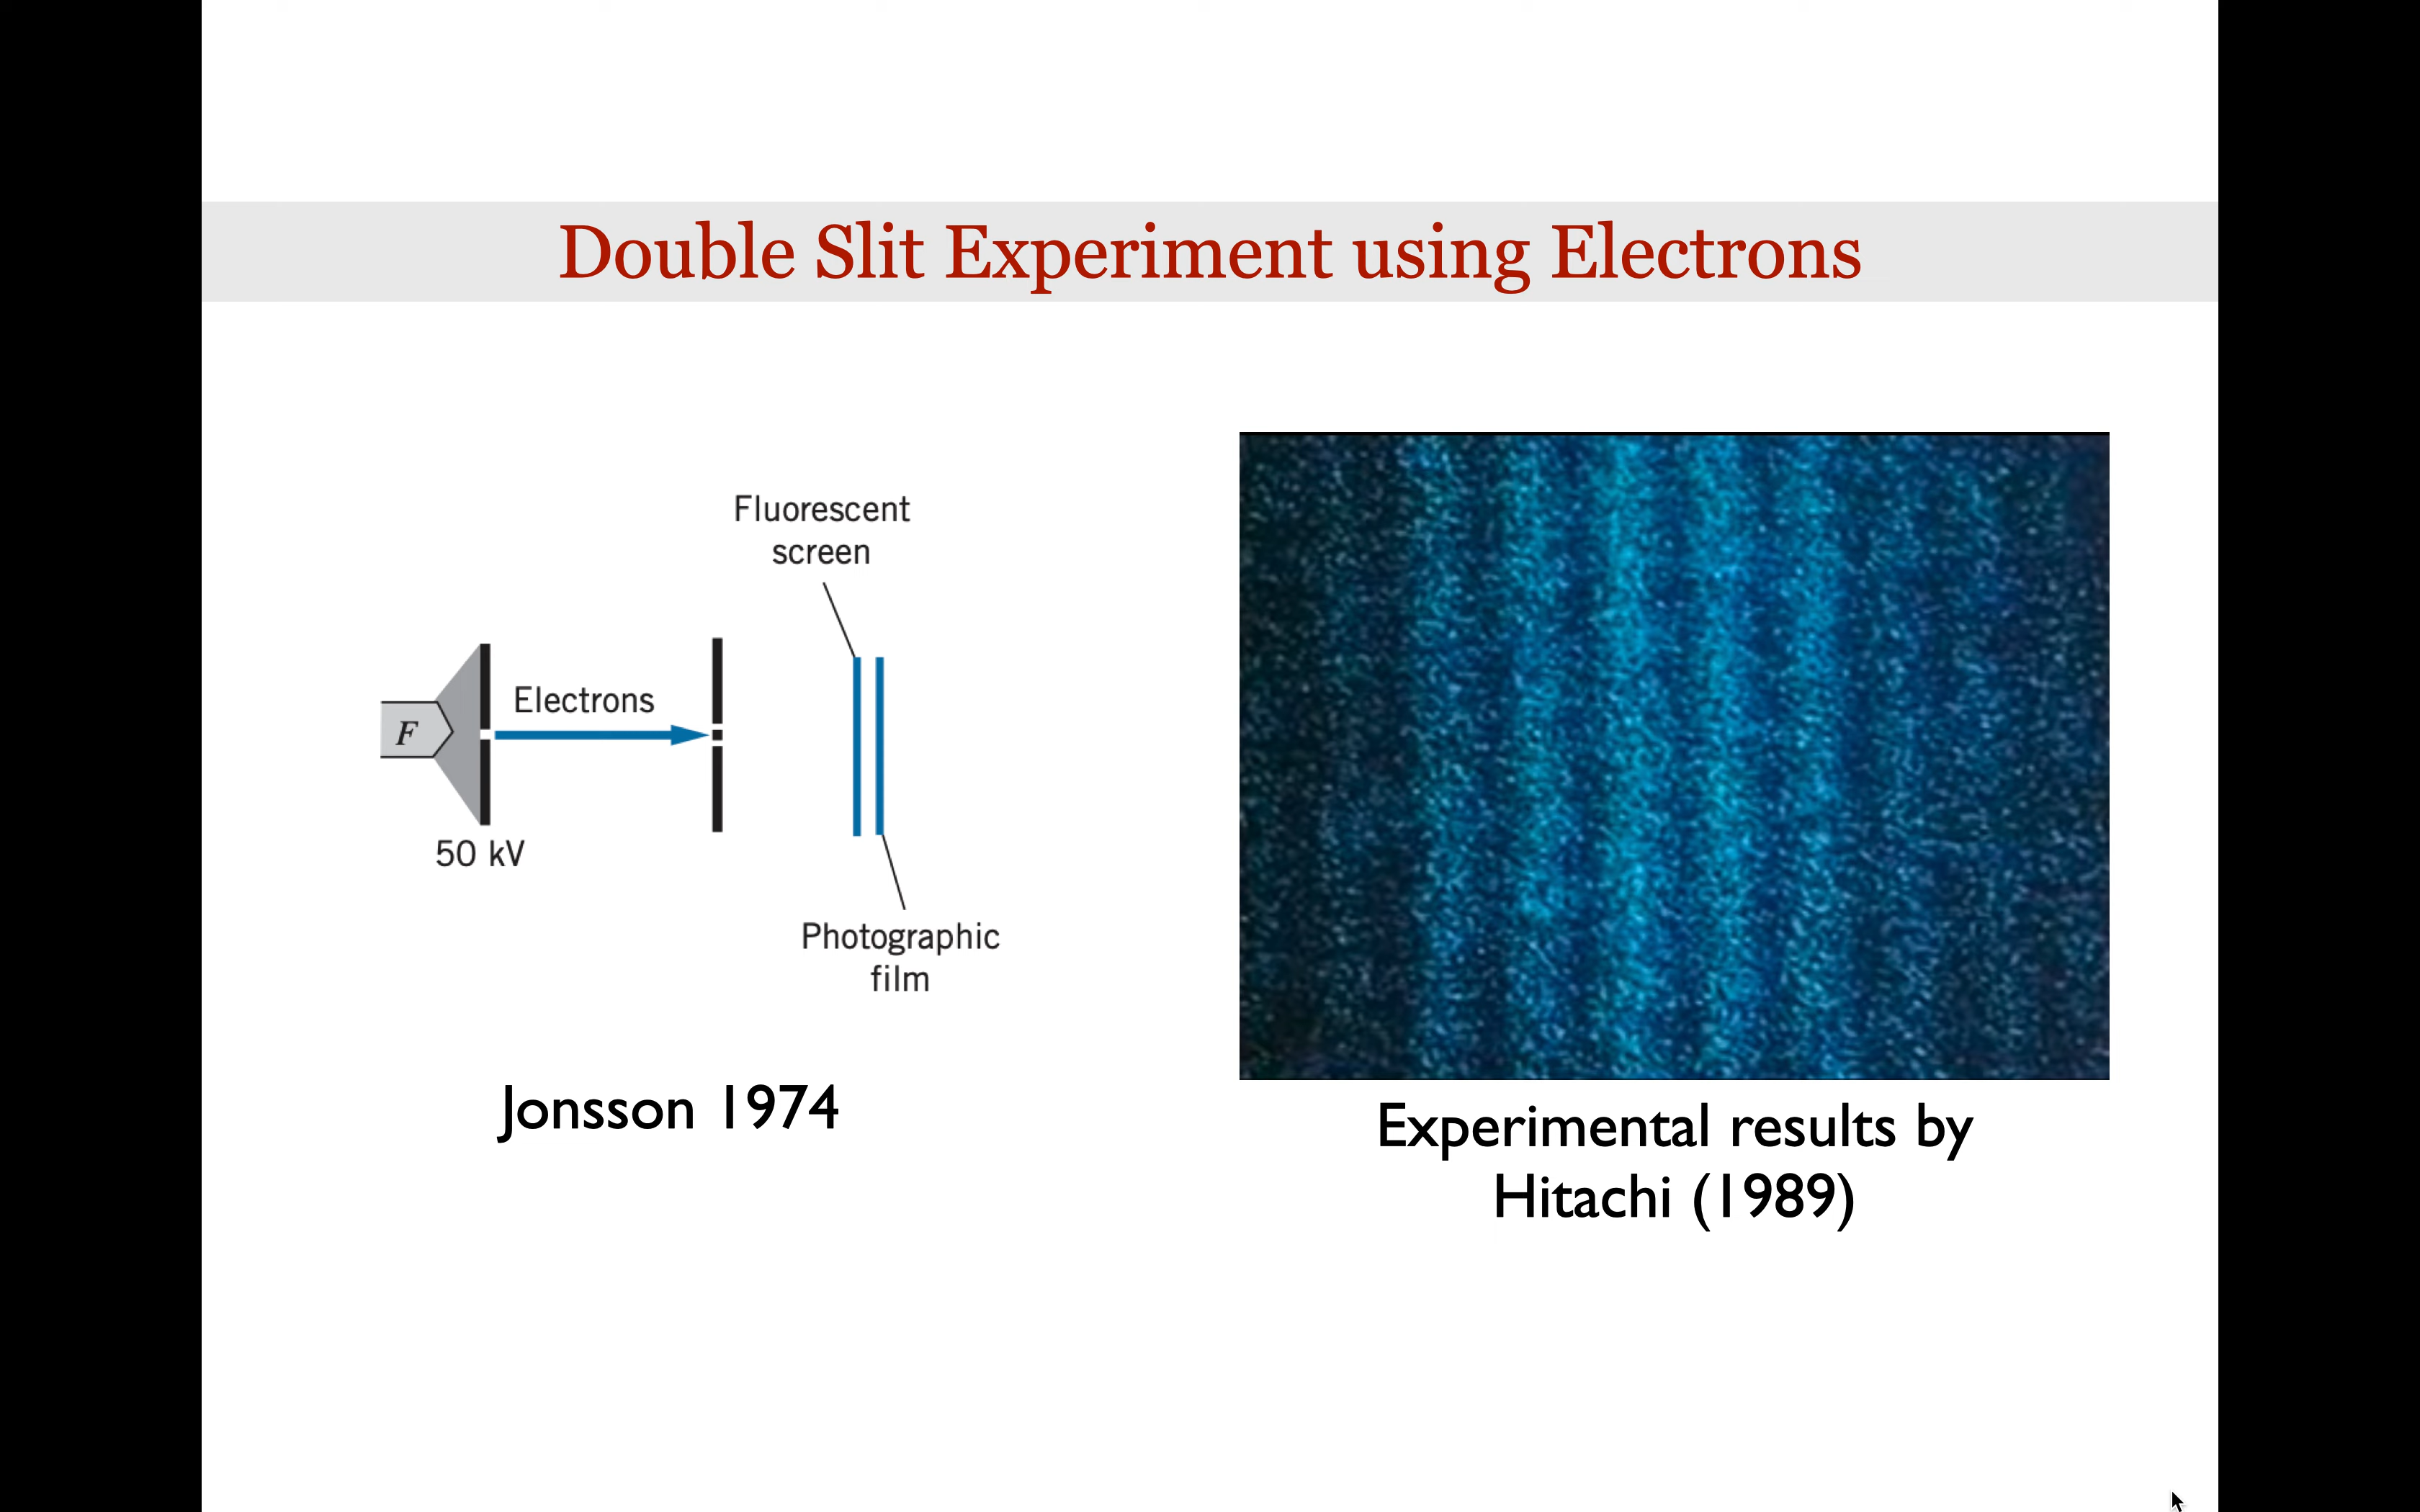 Double Slit Experiment using Electrons
Fluorescent
screen
Electrons
F
50 kV
Photographic
film
Jonsson 1974
Experimental results by
Hitachi (1989)